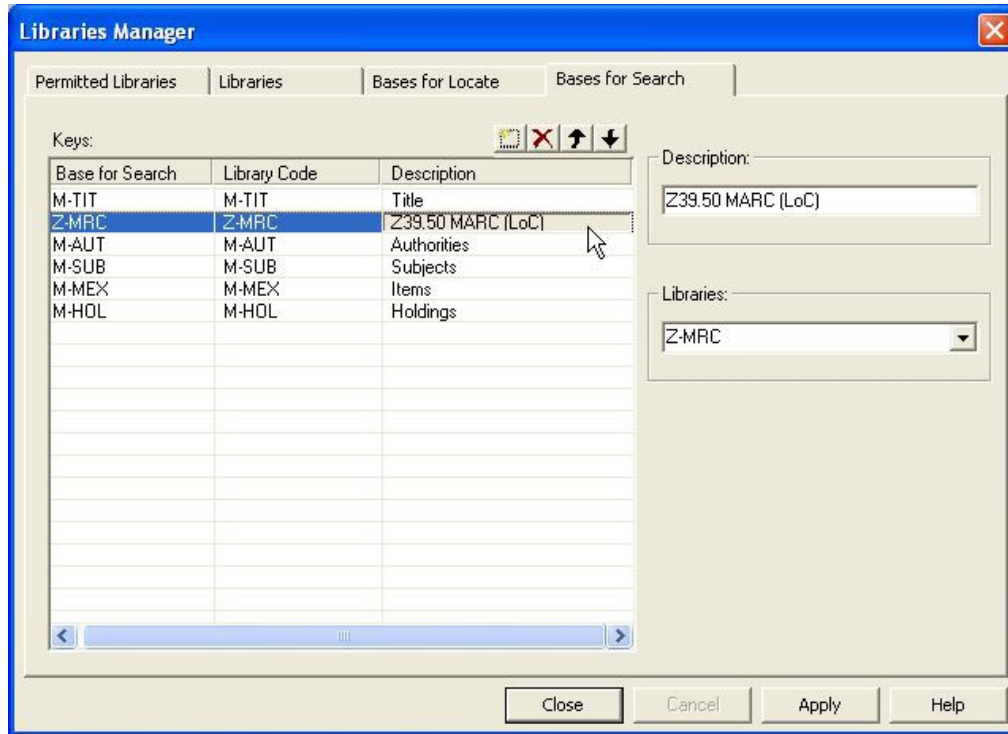 Libraries Manager
Permitted Libraries Libraries Bases for Locate Bases for Search
Keys:
Base for Search Library Code Description
M-TIT M-TIT Title
Z-MRC Z-MRC Z39.50 MARC (LoC)
M-AUT M-AUT Authorities
M-SUB M-SUB Subjects
M-MEX M-MEX Items
M-HOL M-HOL Holdings
Description:
Z39.50 MARC (LoC)
Libraries:
Z-MRC
Close Cancel Apply Help